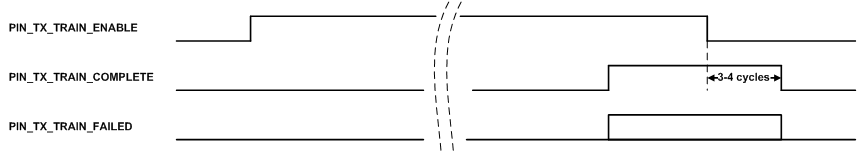 PIN_TX_TRAIN_ENABLE
PIN_TX_TRAIN_COMPLETE
3-4 cycles
PIN_TX_TRAIN_FAILED